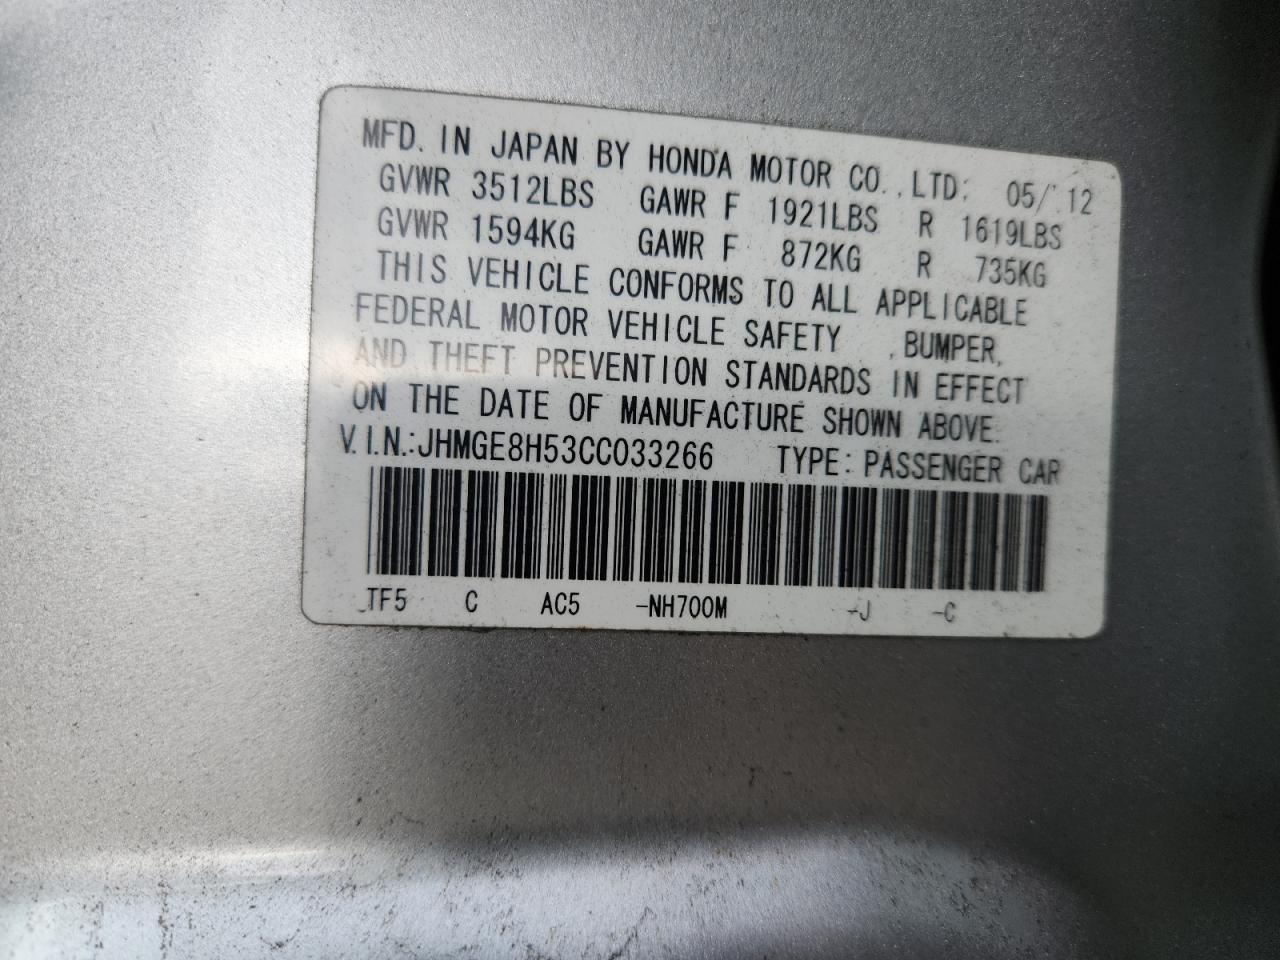 MFD. IN JAPAN BY HONDA MOTOR CO., LTD: 05/ 12
GVWR 3512LBS GAWR F 1921LBS R 1619LBS
GVWR 1594KG GAWR F 872KG R 735KG
THIS VEHICLE CONFORMS TO ALL APPLICABLE
FEDERAL MOTOR VEHICLE SAFETY , BUMPER,
AND THEFT PREVENTION STANDARDS IN EFFECT
ON THE DATE OF MANUFACTURE SHOWN ABOVE.
V.I.N.:JHMGE8H53CC033266 TYPE: PASSENGER CAR
TF5 C AC5 -NH700M -J -C